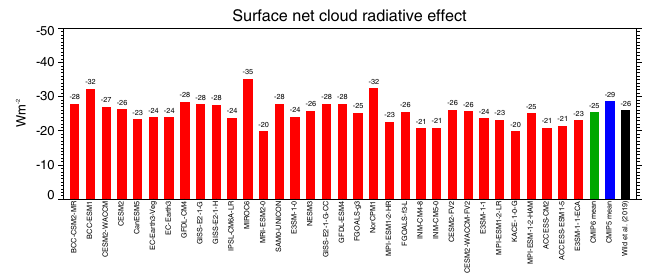 Surface net cloud radiative effect
Wm-2
-50
-40
-30
-20
-10
0
-28
-32
-27
-26
-23
-24
-24
-28
-28
-28
-24
-35
-20
-28
-24
-26
-28
-28
-25
-32
-23
-26
-21
-21
-26
-26
-24
-23
-20
-25
-21
-21
-23
-25
-29
-26
BCC-CSM2-MR
BCC-ESM1
CESM2-WACCM
CESM2
CanESM5
EC-Earth3-Veg
EC-Earth3
GFDL-CM4
GISS-E2-1-G
GISS-E2-1-H
IPSL-CM6A-LR
MIROC6
MRI-ESM2-0
SAM0-UNICON
E3SM-1-0
NESM3
GISS-E2-1-G-CC
GFDL-ESM4
FGOALS-g3
NorCPM1
MPI-ESM1-2-HR
FGOALS-f3-L
INM-CM4-8
INM-CM5-0
CESM2-FV2
CESM2-WACCM-FV2
E3SM-1-1
MPI-ESM1-2-LR
KACE-1-0-G
MPI-ESM-1-2-HAM
ACCESS-CM2
ACCESS-ESM1-5
E3SM-1-1-ECA
CMIP6 mean
CMIP5 mean
Wild et al. (2019)